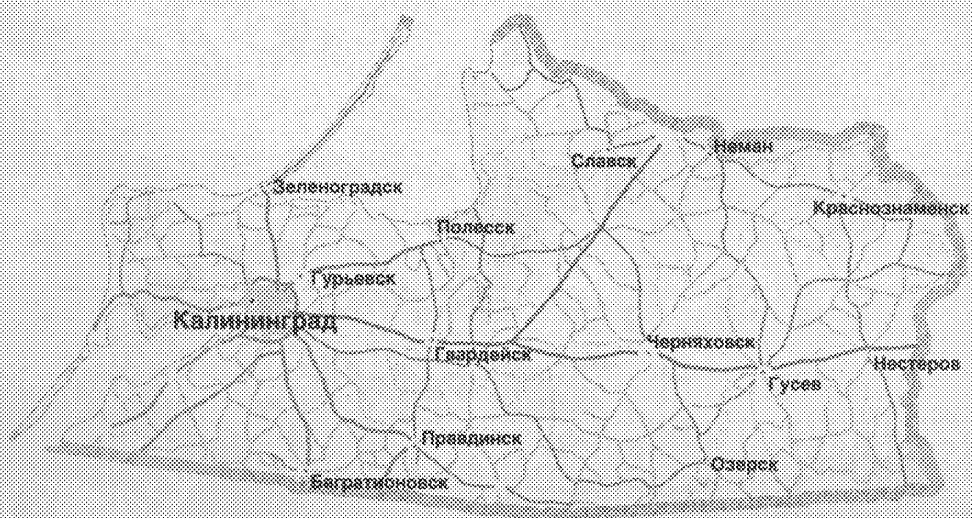 Неман
Славск
Зеленоградск
Краснознаменск
Полесск
Гурьевск
Калининград
Черняховск
Гвардейск
Нестеров
Гусев
Правдинск
Озерск
Багратионовск